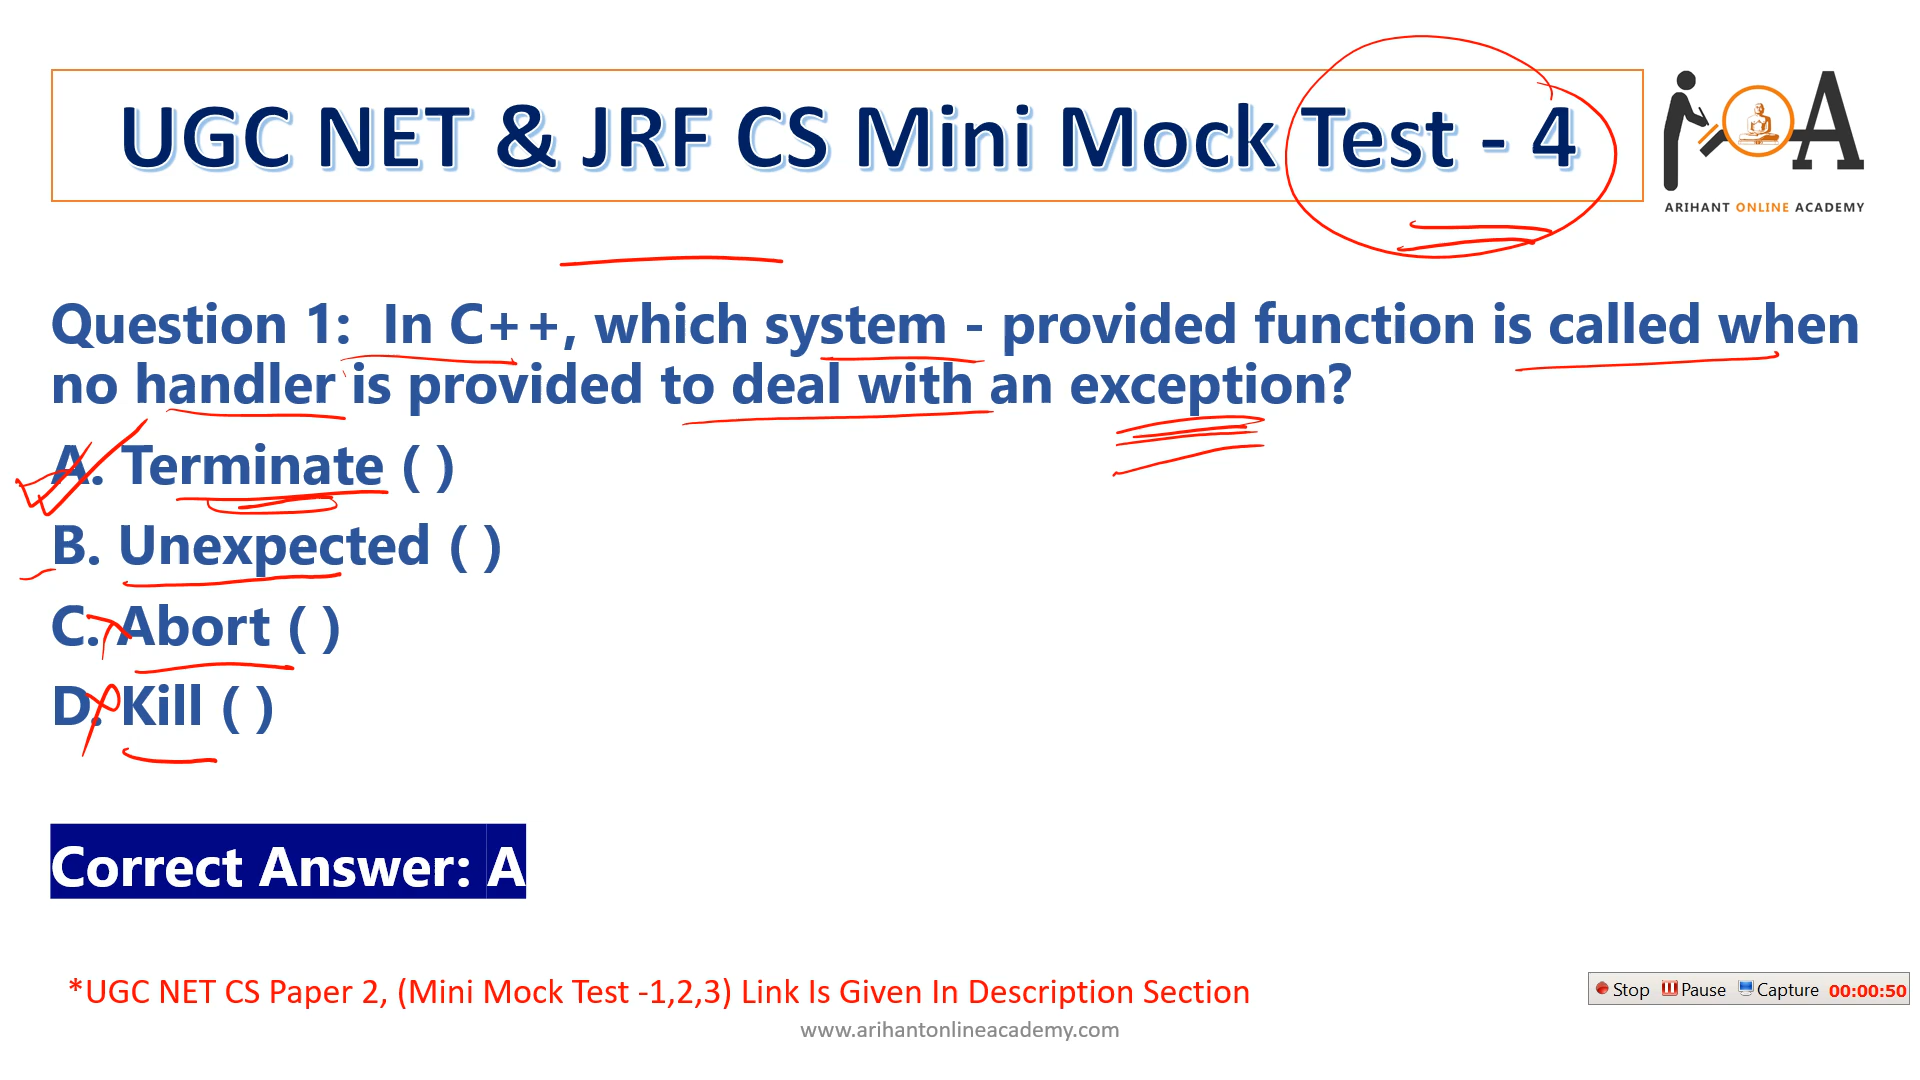 UGC NET & JRF CS Mini Mock Test - 4
ARIHANT ONLINE ACADEMY
Question 1: In C++, which system - provided function is called when
no handler is provided to deal with an exception?
A. Terminate ( )
B. Unexpected ( )
C. Abort ( )
D. Kill ( )
Correct Answer: A
*UGC NET CS Paper 2, (Mini Mock Test -1,2,3) Link Is Given In Description Section
Stop Pause Capture 00:00:50
www.arihantonlineacademy.com